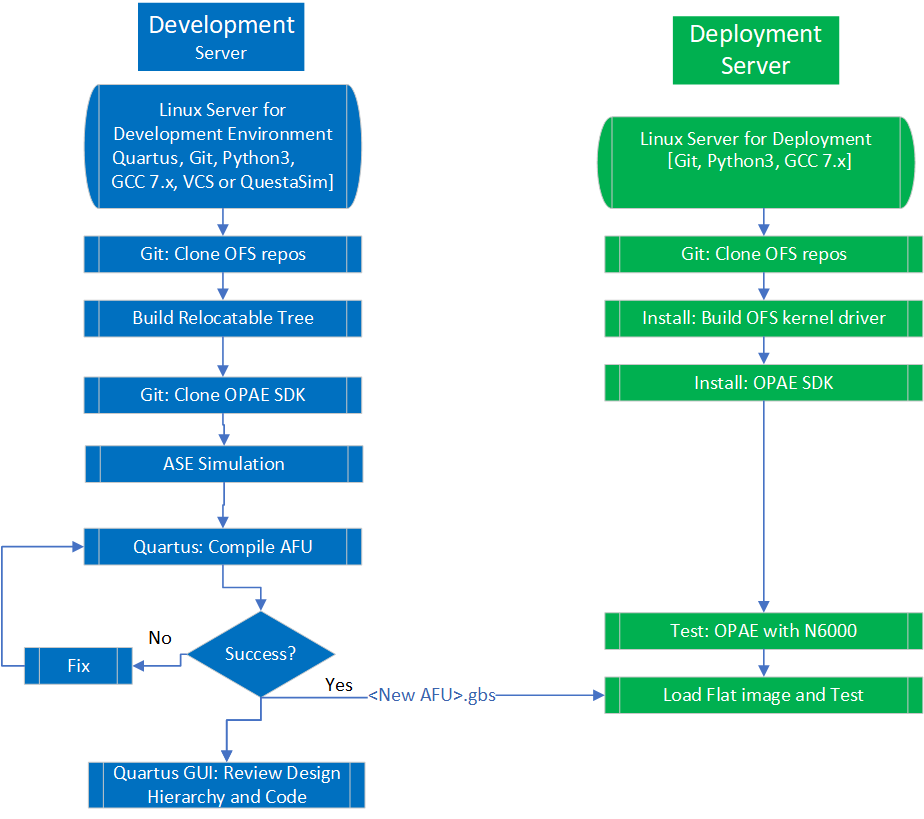 Development
Server
Linux Server for
Development Environment
Quartus, Git, Python3,
GCC 7.x, VCS or QuestaSim]
Git: Clone OFS repos
Build Relocatable Tree
Git: Clone OPAE SDK
ASE Simulation
Quartus: Compile AFU
Success?
No
Fix
Yes
<New AFU>.gbs
Quartus GUI: Review Design
Hierarchy and Code
Deployment
Server
Linux Server for Deployment
[Git, Python3, GCC 7.x]
Git: Clone OFS repos
Install: Build OFS kernel driver
Install: OPAE SDK
Test: OPAE with N6000
Load Flat image and Test